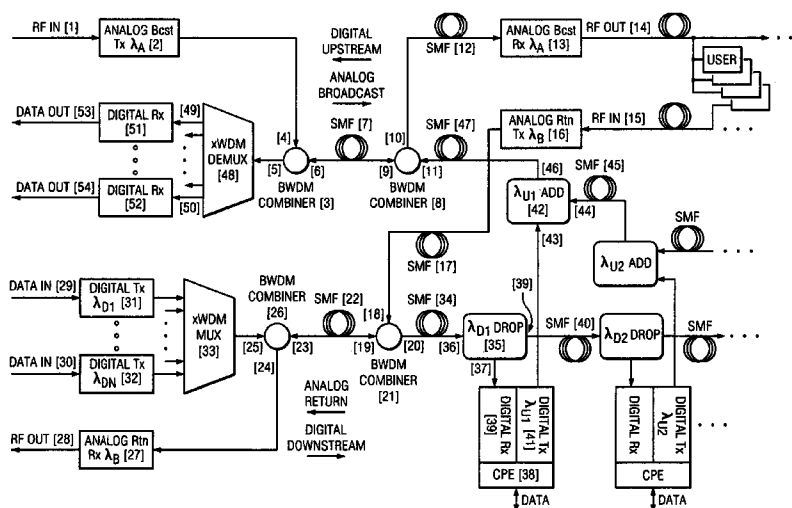 RF IN [1]
ANALOG Bcst
Tx λA [2]
DIGITAL
UPSTREAM
ANALOG
BROADCAST
SMF [12]
ANALOG Bcst
Rx λA [13]
RF OUT [14]
USER
DATA OUT [53]
DIGITAL Rx
[51]
[49]
xWDM
DEMUX
[48]
[4]
SMF [7]
[10]
SMF [47]
ANALOG Rtn
Tx λB [16]
RF IN [15]
DATA OUT [54]
DIGITAL Rx
[52]
[50]
[5]
[6]
BWDM
COMBINER [3]
[9]
[11]
BWDM
COMBINER [8]
[46]
λU1 ADD
[42]
SMF [45]
[44]
[43]
SMF
λU2 ADD
SMF [17]
DATA IN [29]
DIGITAL Tx
λD1 [31]
xWDM
MUX
[33]
BWDM
COMBINER
[26]
SMF [22]
[18]
SMF [34]
[39]
DATA IN [30]
DIGITAL Tx
λDN [32]
[25]
[24]
[23]
[19]
[20]
BWDM
COMBINER
[21]
[36]
λD1 DROP
[35]
[37]
SMF [40]
λD2 DROP
SMF
ANALOG
RETURN
DIGITAL
DOWNSTREAM
RF OUT [28]
ANALOG Rtn
Rx λB [27]
DIGITAL Rx
[39]
DIGITAL Tx
λU1 [41]
CPE [38]
DATA
DIGITAL Rx
DIGITAL Tx
λU2
CPE
DATA